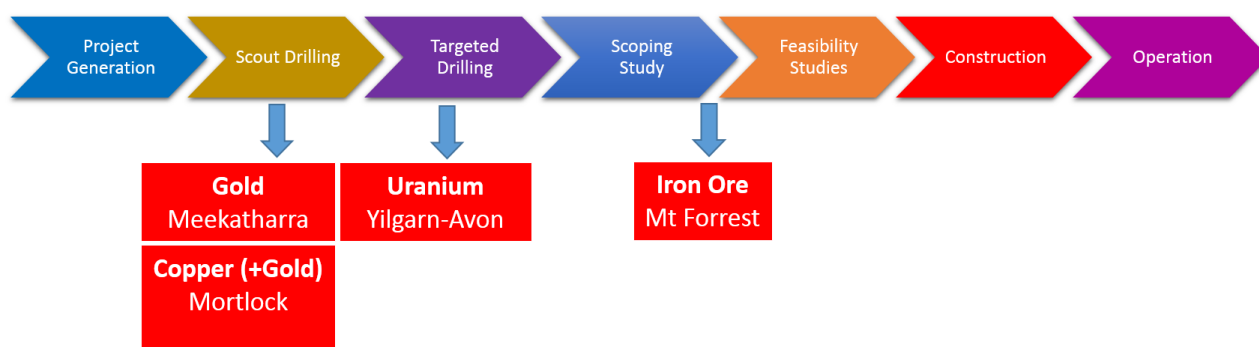 Project
Generation
Scout Drilling
Targeted
Drilling
Scoping
Study
Feasibility
Studies
Construction
Operation
Gold
Meekatharra
Uranium
Yilgarn-Avon
Iron Ore
Mt Forrest
Copper (+Gold)
Mortlock